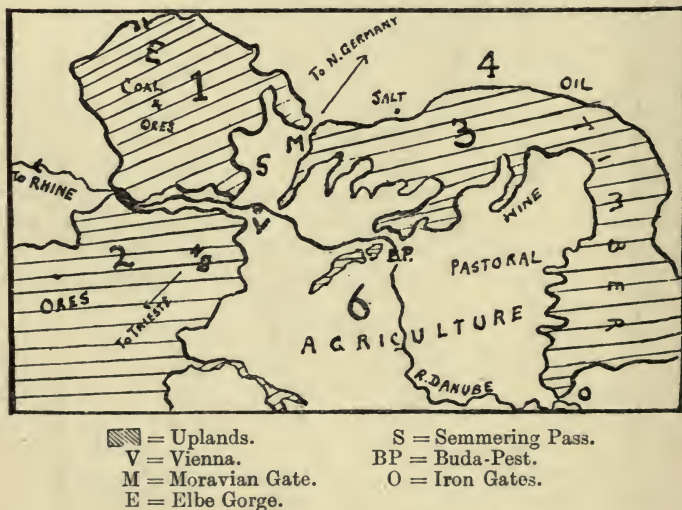 E
COAL
&
ORES
1
TO N. GERMANY
4
SALT
OIL
M
5
3
TIMBER
TO RHINE
V
WINE
2
S
BP.
PASTORAL
ORES
TO TRIESTE
6
AGRICULTURE
R. DANUBE
O
= Uplands.
V = Vienna.
M = Moravian Gate.
E = Elbe Gorge.
S = Semmering Pass.
BP = Buda-Pest.
O = Iron Gates.